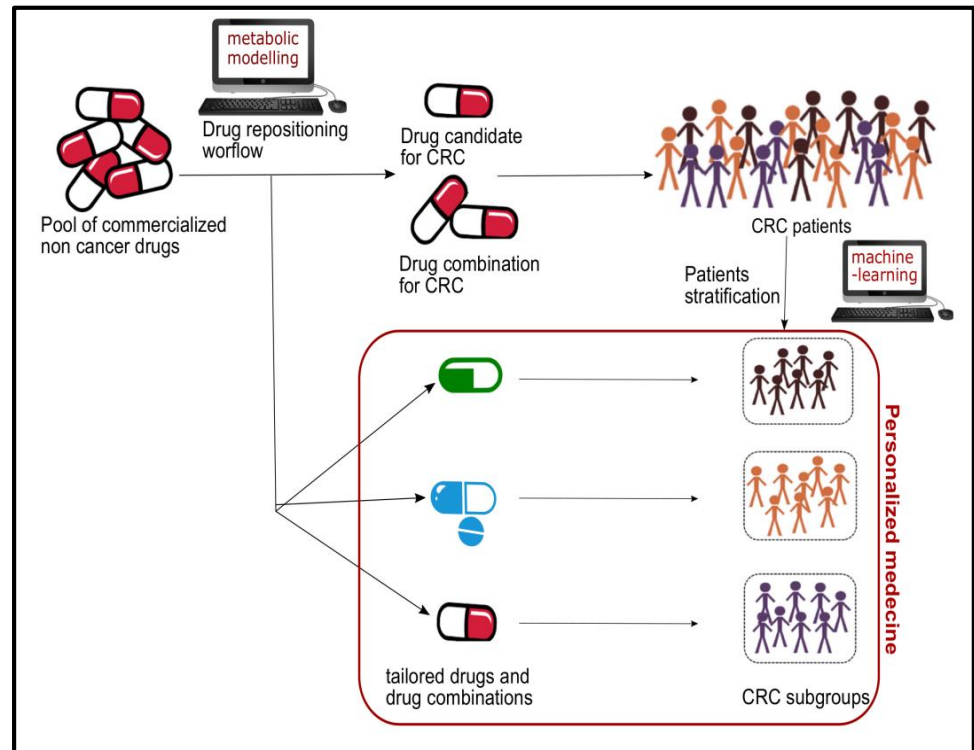 metabolic
modelling
Drug repositioning
worflow
Pool of commercialized
non cancer drugs
Drug candidate
for CRC
Drug combination
for CRC
CRC patients
Patients
stratification
machine
-learning
Personalized medecine
tailored drugs and
drug combinations
CRC subgroups